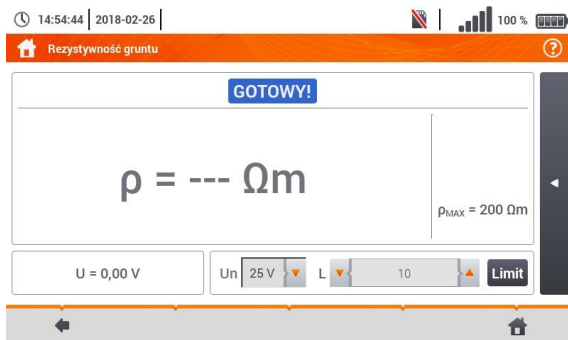 14:54:44 2018-02-26 100 %
Rezystywność gruntu ?
GOTOWY!
ρ = --- Ωm
ρMAX = 200 Ωm
U = 0,00 V Un 25 V L 10 Limit